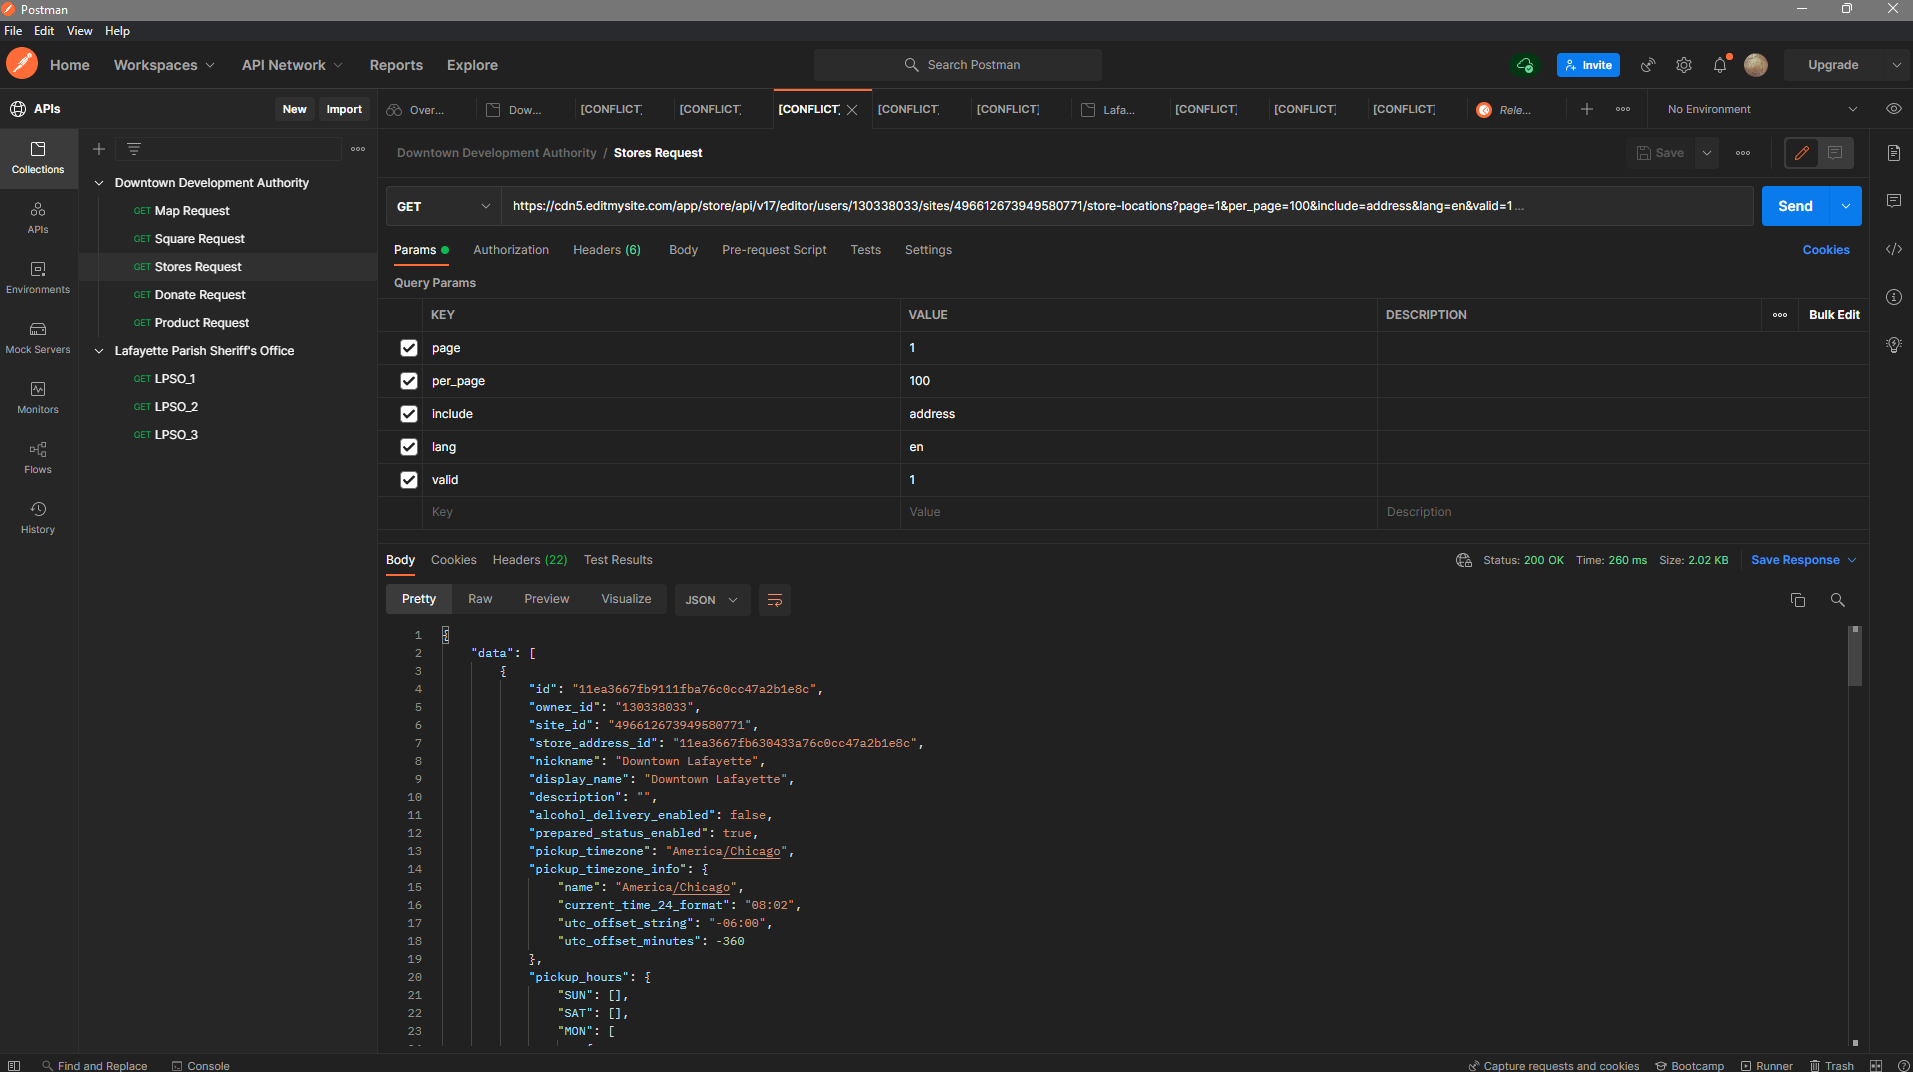 Postman
File Edit View Help
Home Workspaces API Network Reports Explore Search Postman Invite Upgrade
APIs New Import Over... Dow... [CONFLICT] [CONFLICT] [CONFLICT] [CONFLICT] [CONFLICT] Lafa... [CONFLICT] [CONFLICT] [CONFLICT] Rele... No Environment
Collections
APIs
Environments
Mock Servers
Monitors
Flows
History
Downtown Development Authority
GET Map Request
GET Square Request
GET Stores Request
GET Donate Request
GET Product Request
Lafayette Parish Sheriff's Office
GET LPSO_1
GET LPSO_2
GET LPSO_3
Downtown Development Authority / Stores Request Save
GET https://cdn5.editmysite.com/app/store/api/v17/editor/users/130338033/sites/496612673949580771/store-locations?page=1&per_page=100&include=address&lang=en&valid=1... Send
Params Authorization Headers (6) Body Pre-request Script Tests Settings Cookies
Query Params
KEY VALUE DESCRIPTION Bulk Edit
page 1
per_page 100
include address
lang en
valid 1
Key Value Description
Body Cookies Headers (22) Test Results Status: 200 OK Time: 260 ms Size: 2.02 KB Save Response
Pretty Raw Preview Visualize JSON
1 {
2 "data": [
3 {
4 "id": "11ea3667fb9111fba76c0cc47a2b1e8c",
5 "owner_id": "130338033",
6 "site_id": "496612673949580771",
7 "store_address_id": "11ea3667fb630433a76c0cc47a2b1e8c",
8 "nickname": "Downtown Lafayette",
9 "display_name": "Downtown Lafayette",
10 "description": "",
11 "alcohol_delivery_enabled": false,
12 "prepared_status_enabled": true,
13 "pickup_timezone": "America/Chicago",
14 "pickup_timezone_info": {
15 "name": "America/Chicago",
16 "current_time_24_format": "08:02",
17 "utc_offset_string": "-06:00",
18 "utc_offset_minutes": -360
19 },
20 "pickup_hours": {
21 "SUN": [],
22 "SAT": [],
23 "MON": [
Find and Replace Console Capture requests and cookies Bootcamp Runner Trash